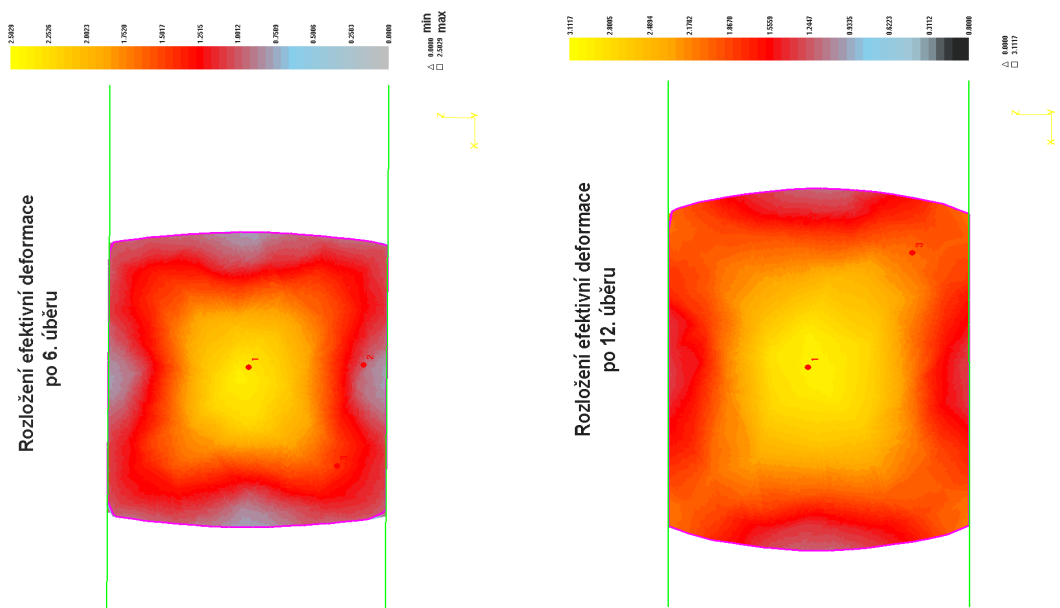 Rozložení efektivní deformace
po 6. úběru
2.5029
2.2526
2.0023
1.7520
1.5017
1.2515
1.0012
0.7509
0.5006
0.2503
0.0000
△ 0.0000 min
□ 2.5029 max
Z
Y
X
1
2
3
Rozložení efektivní deformace
po 12. úběru
3.1117
2.8005
2.4894
2.1782
1.8670
1.5559
1.2447
0.9335
0.6223
0.3112
0.0000
△ 0.0000
□ 3.1117
Z
Y
X
1
3